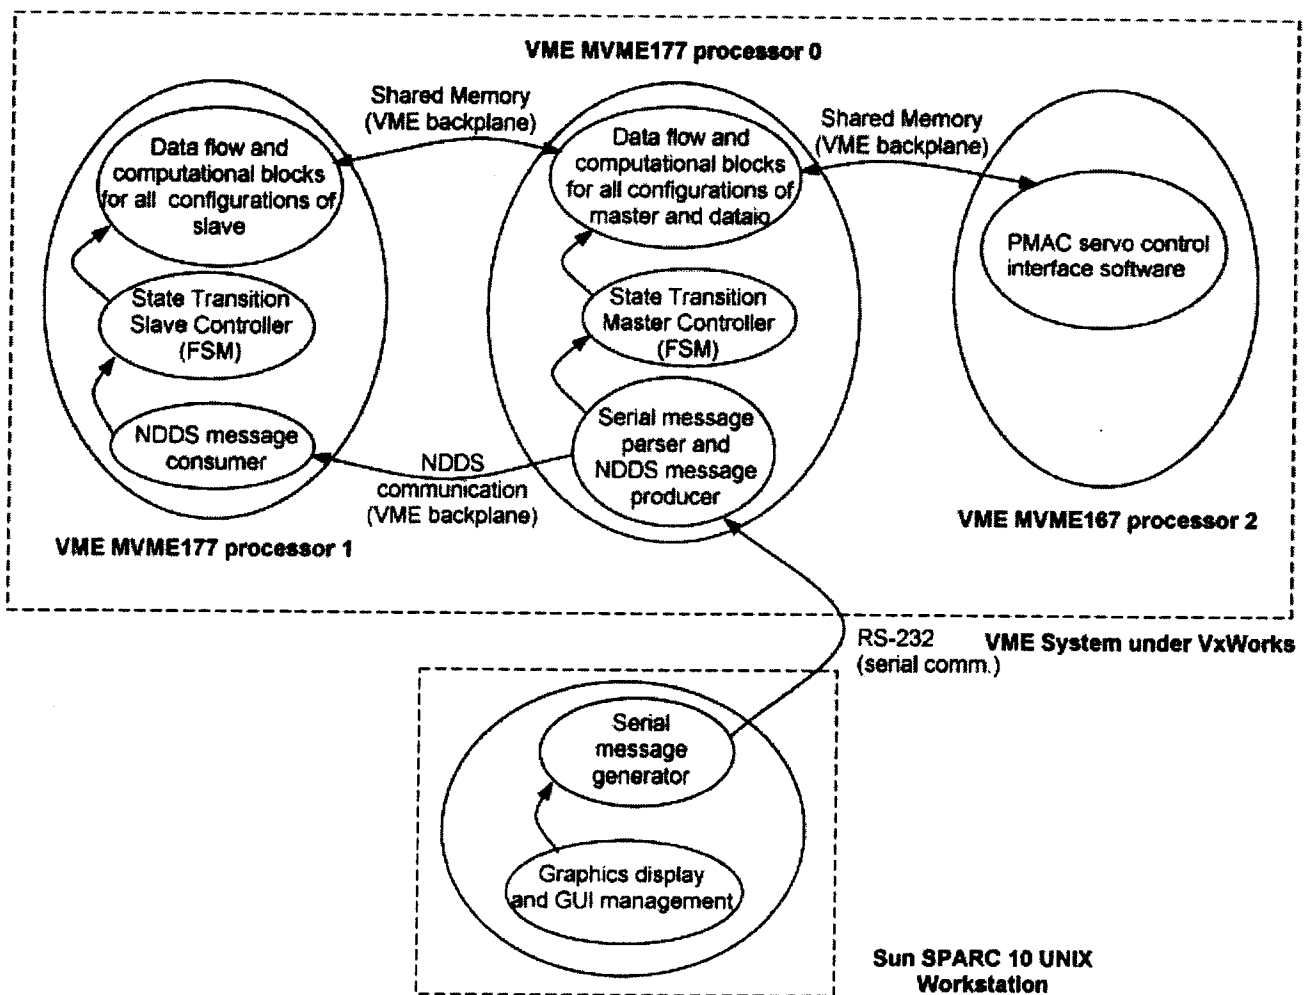 VME MVME177 processor 0
Shared Memory
(VME backplane)
Shared Memory
(VME backplane)
Data flow and
computational blocks
for all configurations of
slave
Data flow and
computational blocks
for all configurations of
master and dataio
PMAC servo control
interface software
State Transition
Slave Controller
(FSM)
State Transition
Master Controller
(FSM)
NDDS message
consumer
NDDS
communication
(VME backplane)
Serial message
parser and
NDDS message
producer
VME MVME177 processor 1
VME MVME167 processor 2
RS-232
(serial comm.)
VME System under VxWorks
Serial
message
generator
Graphics display
and GUI management
Sun SPARC 10 UNIX
Workstation